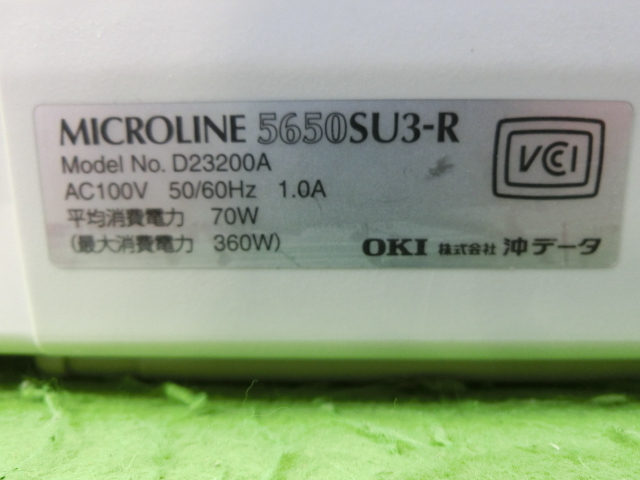 MICROLINE 5650SU3-R
Model No. D23200A
AC100V 50/60Hz 1.0A
平均消費電力 70W
(最大消費電力 360W)
VCCI
OKI 株式会社 沖データ